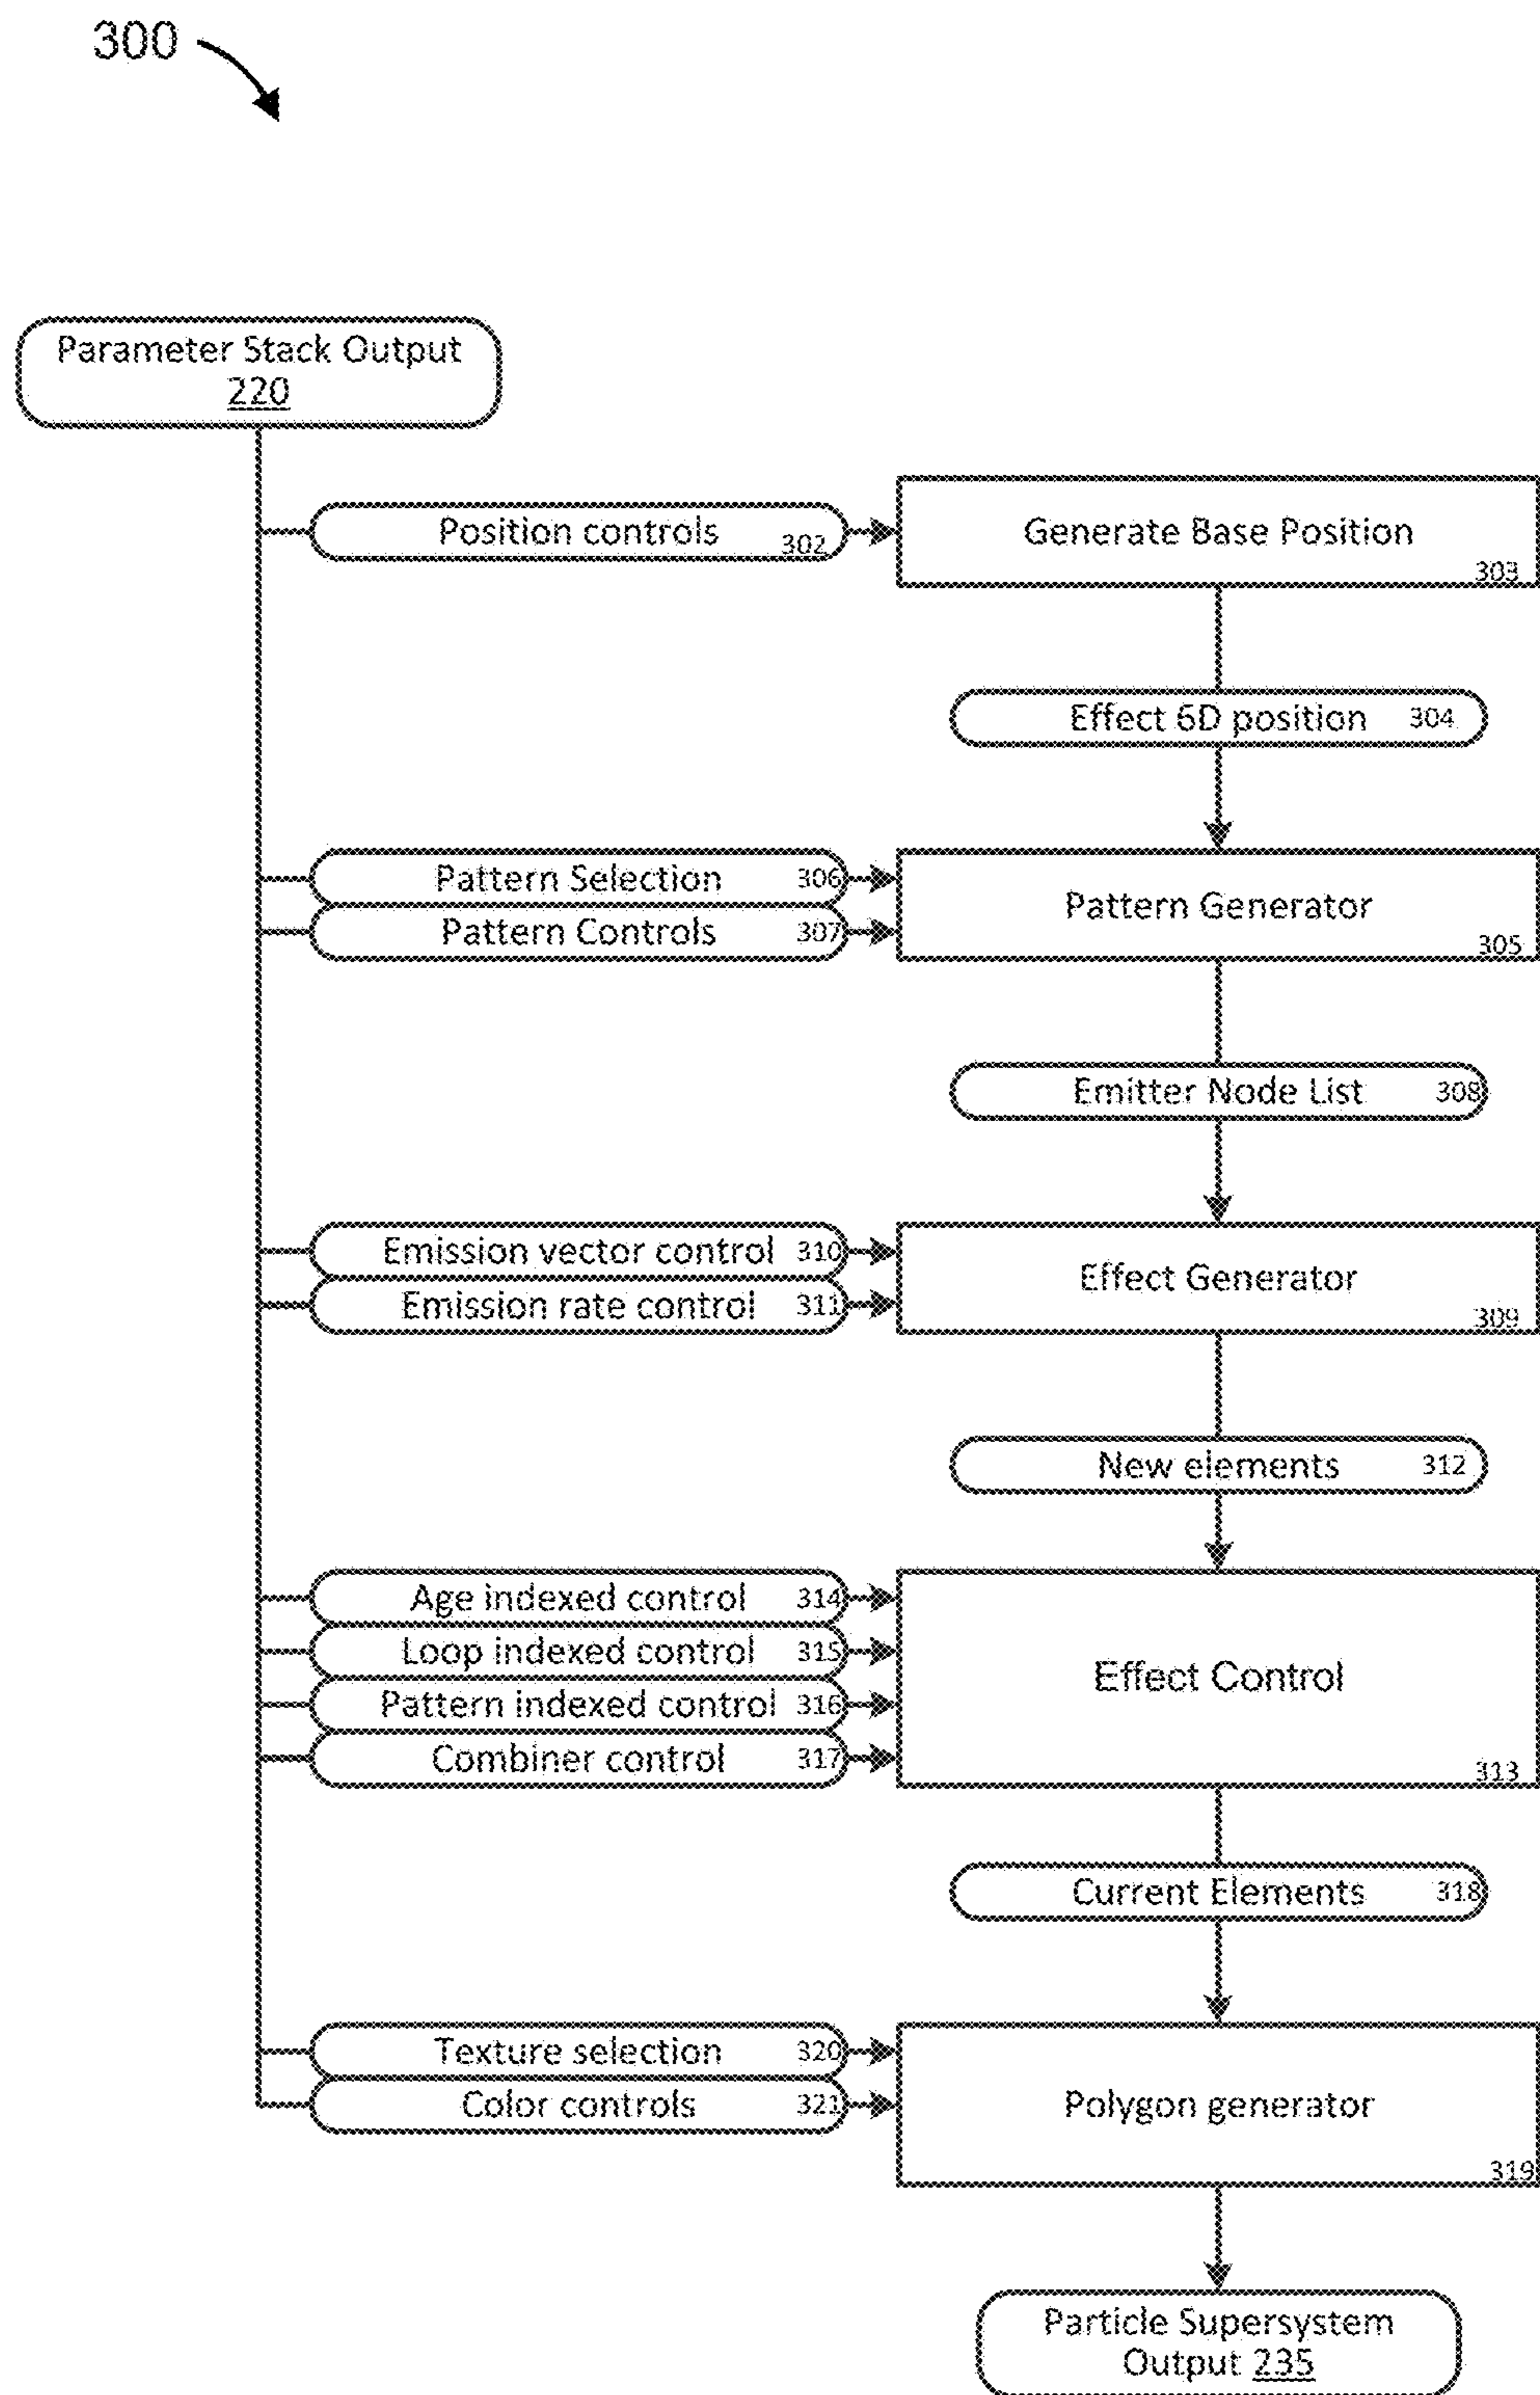 300
Parameter Stack Output
220
Position controls 302
Generate Base Position
303
Effect 6D position 304
Pattern Selection 306
Pattern Controls 307
Pattern Generator
305
Emitter Node List 308
Emission vector control 310
Emission rate control 311
Effect Generator
309
New elements 312
Age indexed control 314
Loop indexed control 315
Pattern indexed control 316
Combiner control 317
Effect Control
313
Current Elements 318
Texture selection 320
Color controls 321
Polygon generator
319
Particle Supersystem
Output 235